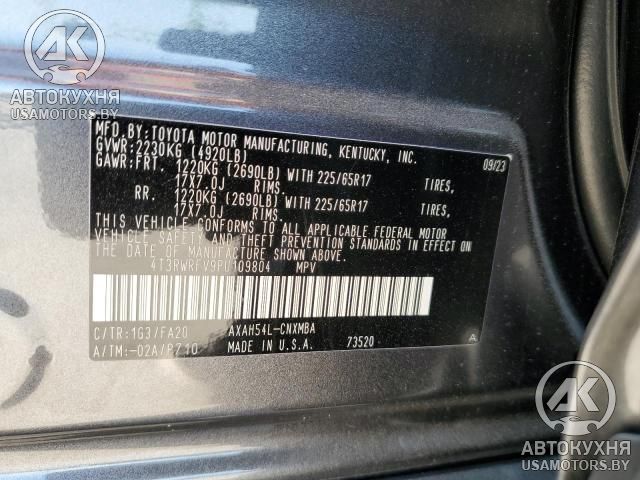 АК
АВТОКУХНЯ
USAMOTORS.BY
MFD.BY:TOYOTA MOTOR MANUFACTURING, KENTUCKY, INC.
GVWR:2230KG (4920LB) 09/23
GAWR:FRT. 1220KG (2690LB) WITH 225/65R17 TIRES,
17X7.0J RIMS.
RR. 1220KG (2690LB) WITH 225/65R17 TIRES,
17X7.0J RIMS.
THIS VEHICLE CONFORMS TO ALL APPLICABLE FEDERAL MOTOR
VEHICLE SAFETY AND THEFT PREVENTION STANDARDS IN EFFECT
ON THE DATE OF MANUFACTURE SHOWN ABOVE.
4T3RWRFV9PU109804 MPV
C/TR:1G3/FA20 AXAH54L-CNXMBA
A/TM:-02A/P710 MADE IN U.S.A. 73520 A
АК
АВТОКУХНЯ
USAMOTORS.BY